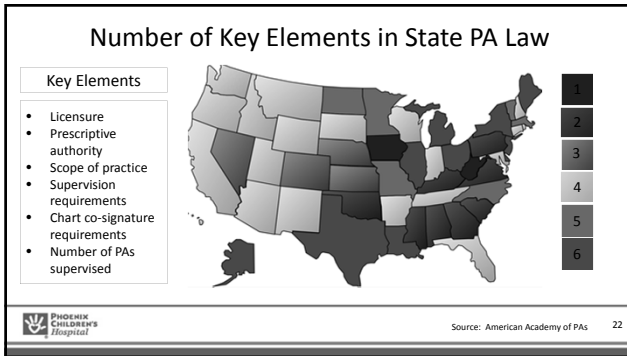 Number of Key Elements in State PA Law
Key Elements
• Licensure
• Prescriptive
authority
• Scope of practice
• Supervision
requirements
• Chart co-signature
requirements
• Number of PAs
supervised
1
2
3
4
5
6
PHOENIX
CHILDREN'S
Hospital
Source: American Academy of PAs
22